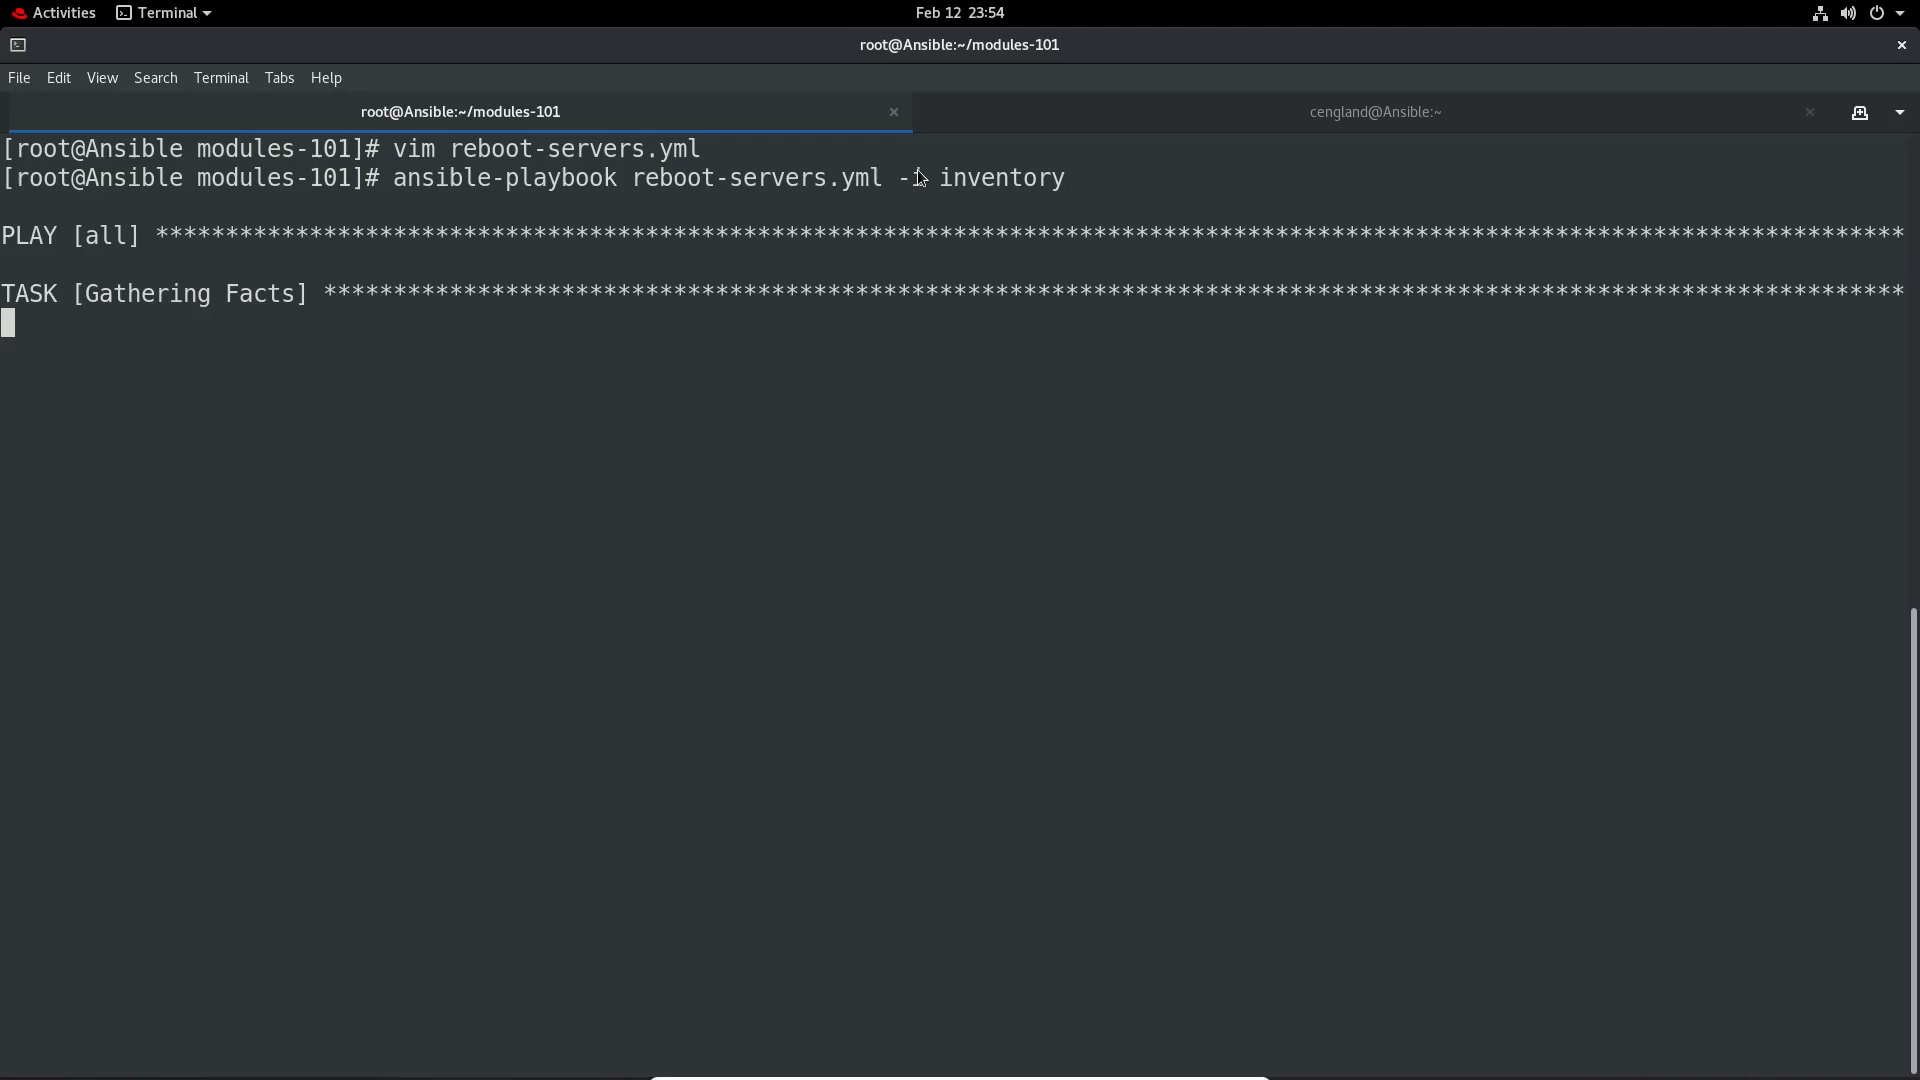 Activities Terminal Feb 12 23:54
root@Ansible:~/modules-101
File Edit View Search Terminal Tabs Help
root@Ansible:~/modules-101 cengland@Ansible:~
[root@Ansible modules-101]# vim reboot-servers.yml
[root@Ansible modules-101]# ansible-playbook reboot-servers.yml -i inventory
PLAY [all] *****************************************************************************************************************************
TASK [Gathering Facts] *****************************************************************************************************************